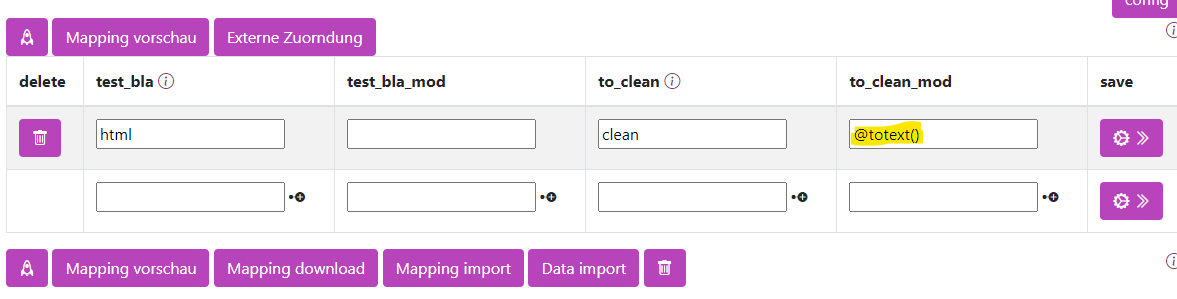 config
Mapping vorschau Externe Zuorndung
delete test_bla test_bla_mod to_clean to_clean_mod save
html clean @totext()
Mapping vorschau Mapping download Mapping import Data import